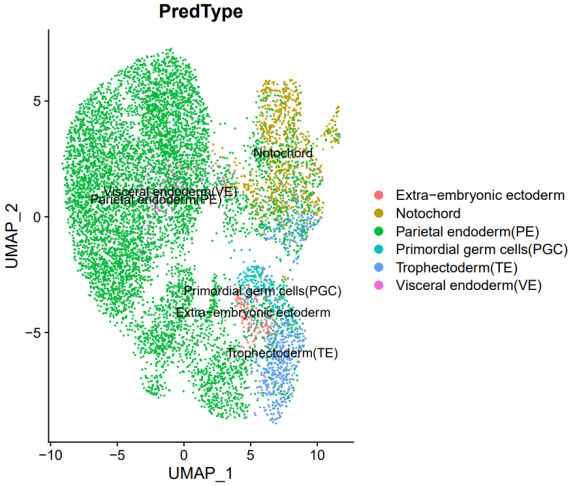 PredType
5
0
−5
UMAP_2
−10
−5
0
5
10
UMAP_1
Notochord
Visceral endoderm(VE)
Parietal endoderm(PE)
Primordial germ cells(PGC)
Extra−embryonic ectoderm
Trophectoderm(TE)
Extra−embryonic ectoderm
Notochord
Parietal endoderm(PE)
Primordial germ cells(PGC)
Trophectoderm(TE)
Visceral endoderm(VE)